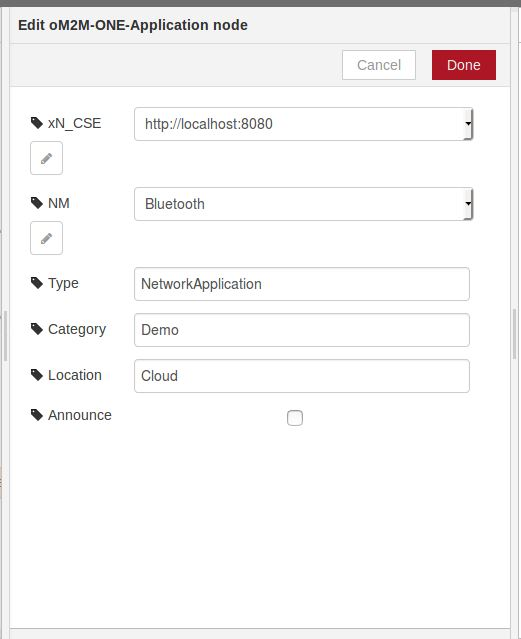 Edit oM2M-ONE-Application node
Cancel Done
xN_CSE http://localhost:8080
NM Bluetooth
Type NetworkApplication
Category Demo
Location Cloud
Announce